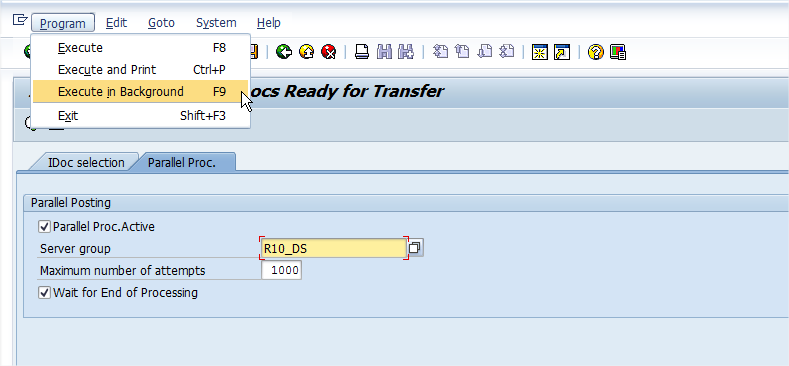 Program Edit Goto System Help
Execute F8
Execute and Print Ctrl+P
Execute in Background F9
Exit Shift+F3
ocs Ready for Transfer
IDoc selection Parallel Proc.
Parallel Posting
Parallel Proc.Active
Server group R10_DS
Maximum number of attempts 1000
Wait for End of Processing